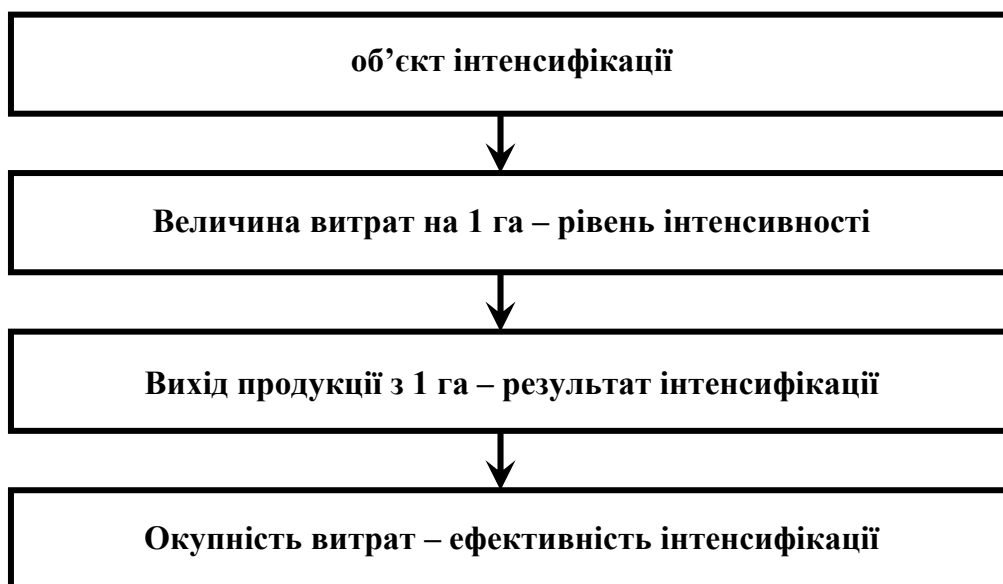 об’єкт інтенсифікації
Величина витрат на 1 га – рівень інтенсивності
Вихід продукції з 1 га – результат інтенсифікації
Окупність витрат – ефективність інтенсифікації